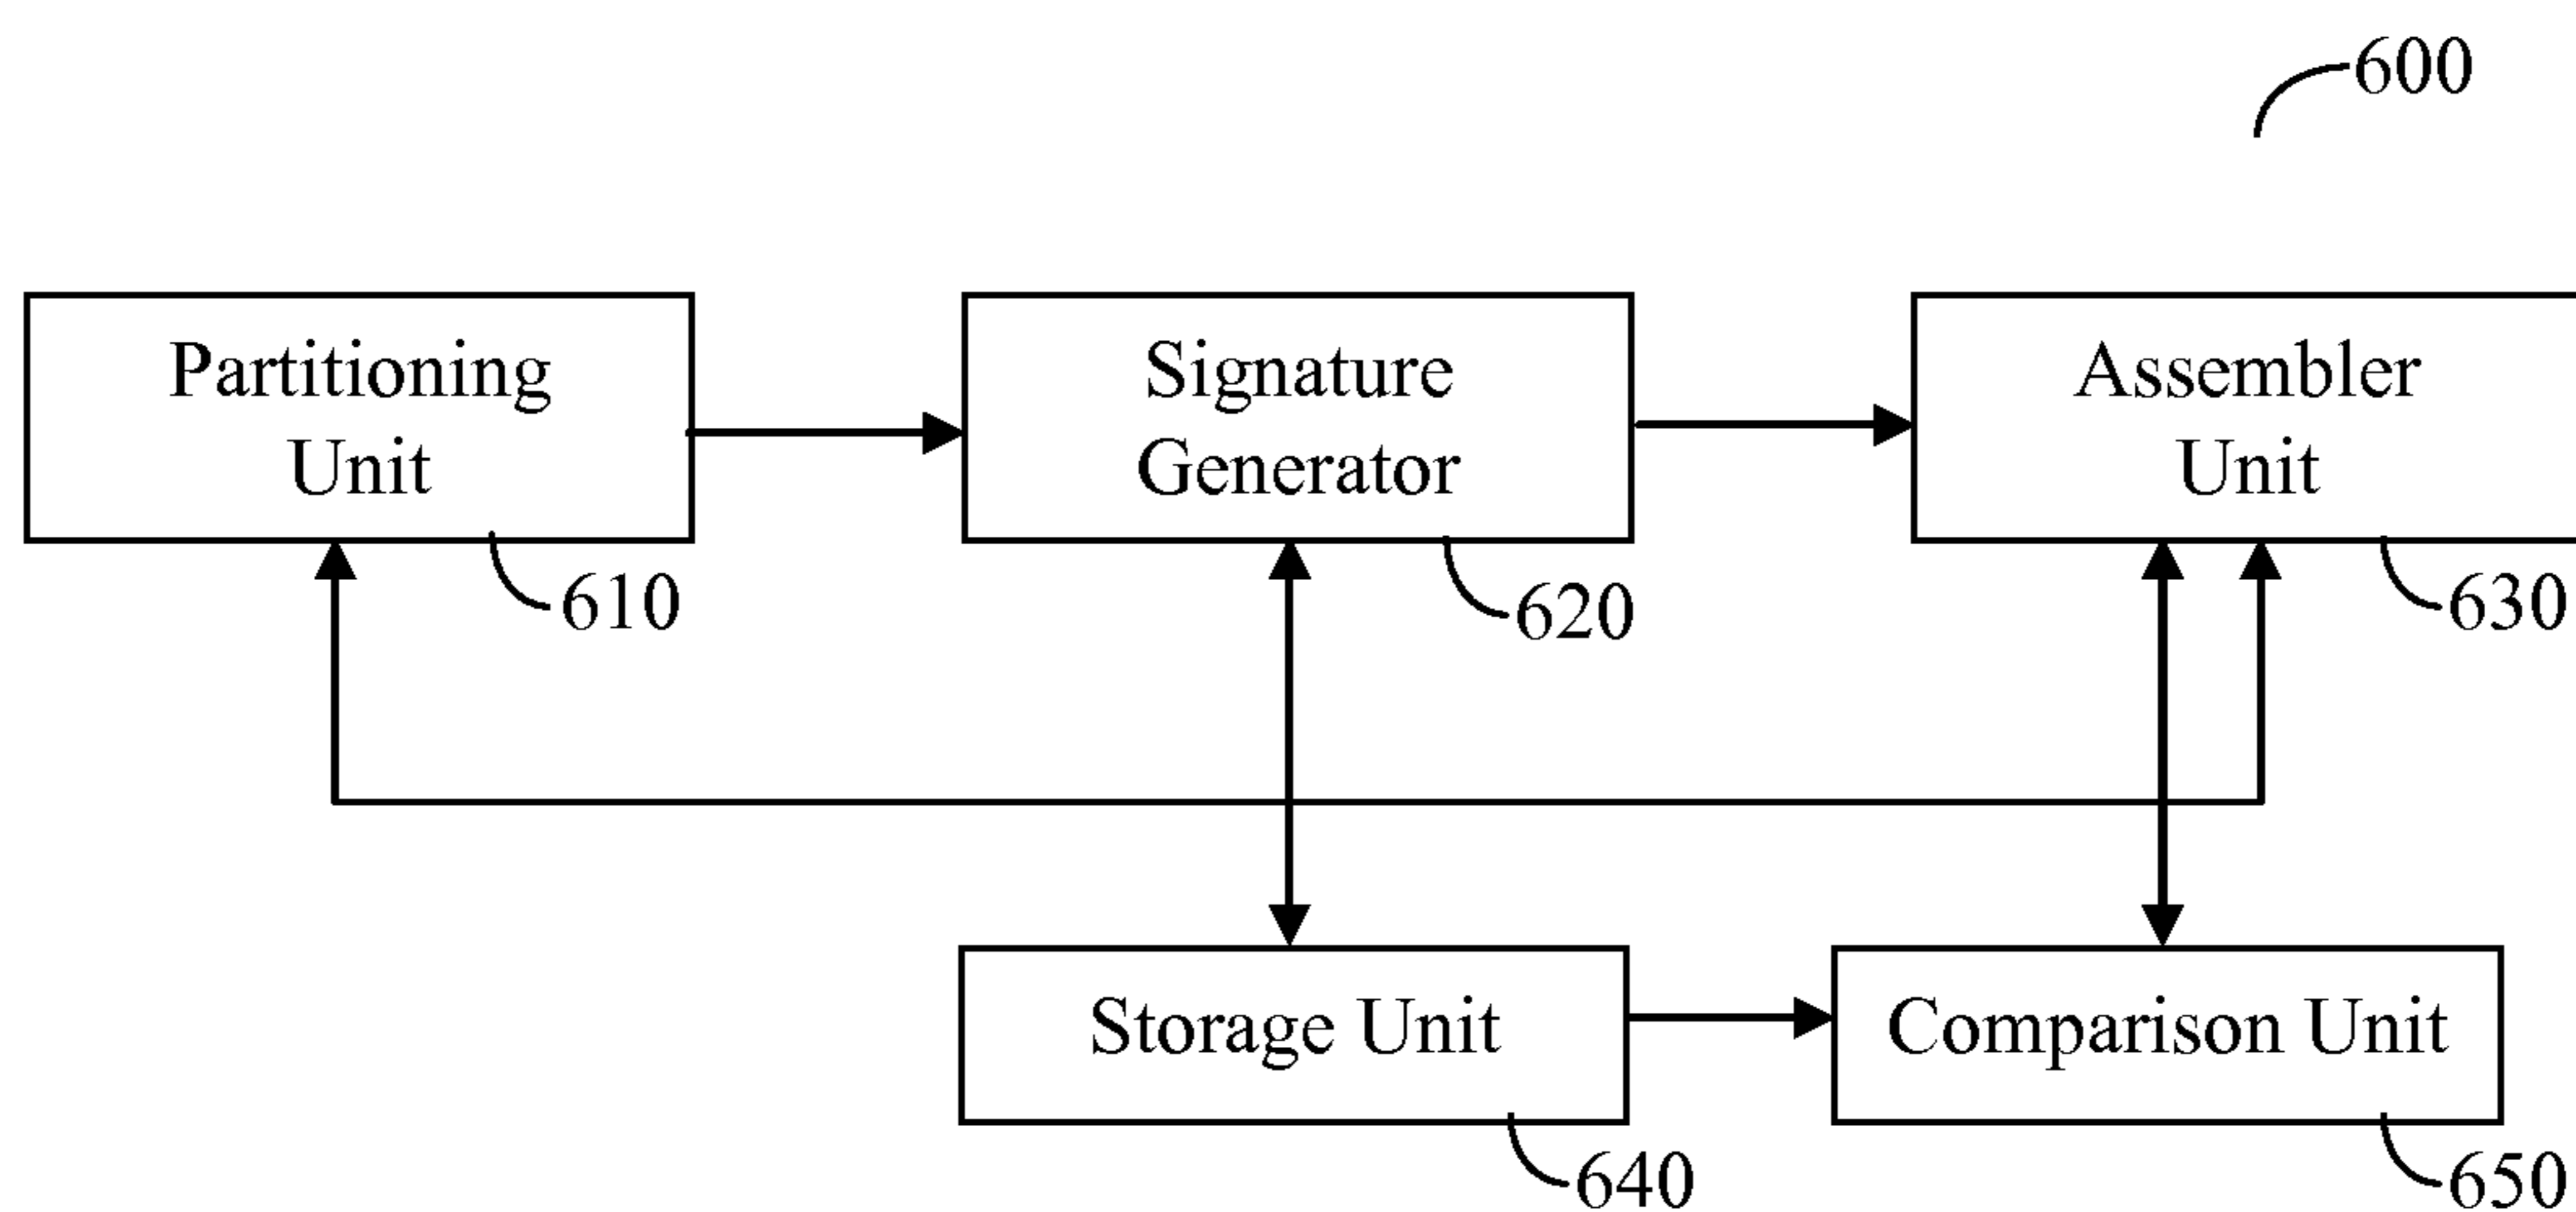 600
Partitioning
Unit
610
Signature
Generator
620
Assembler
Unit
630
Storage Unit
640
Comparison Unit
650